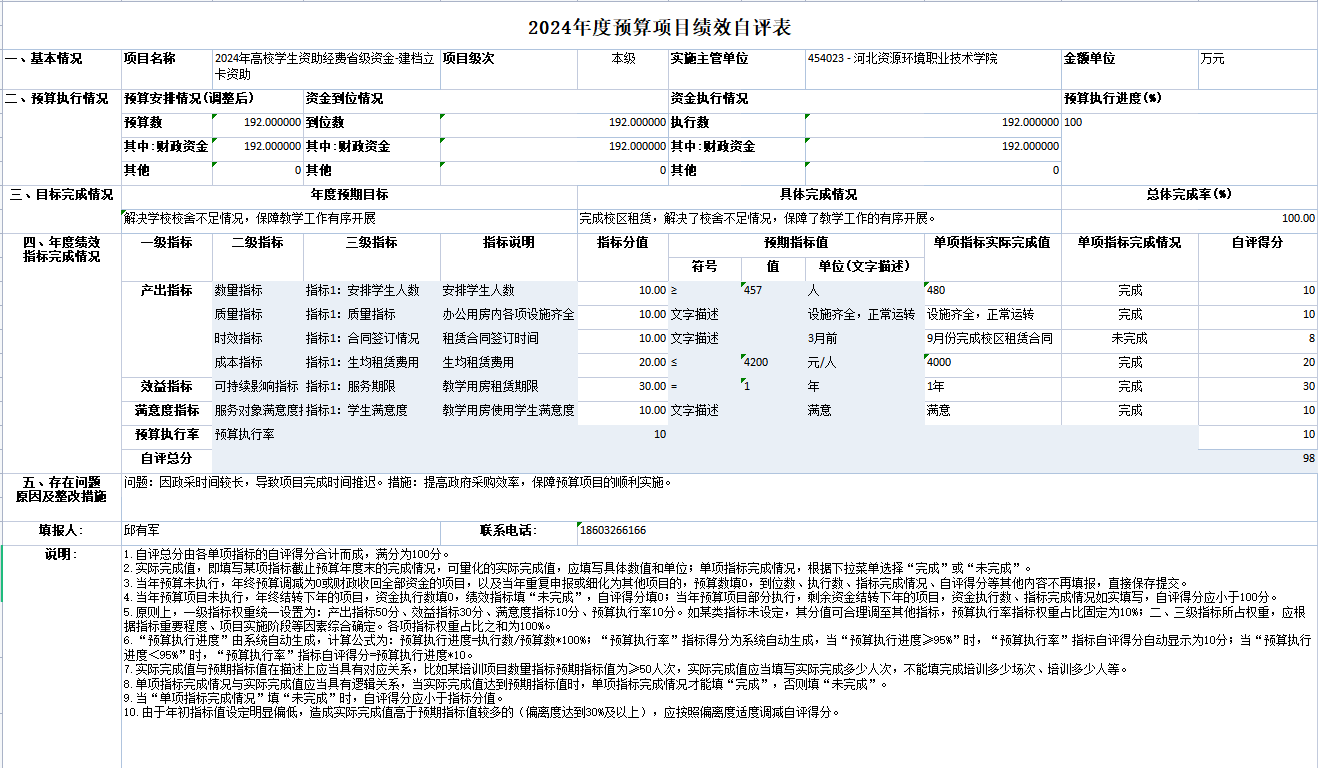 2024年度预算项目绩效自评表
一、基本情况 项目名称 2024年高校学生资助经费省级资金-建档立卡资助 项目级次 本级 实施主管单位 454023 - 河北资源环境职业技术学院 金额单位 万元
二、预算执行情况 预算安排情况(调整后) 资金到位情况 资金执行情况 预算执行进度(%)
预算数 192.000000 到位数 192.000000 执行数 192.000000 100
其中:财政资金 192.000000 其中:财政资金 192.000000 其中:财政资金 192.000000
其他 0 其他 0 其他 0
三、目标完成情况 年度预期目标 具体完成情况 总体完成率(%)
解决学校校舍不足情况，保障教学工作有序开展 完成校区租赁，解决了校舍不足情况，保障了教学工作的有序开展。 100.00
四、年度绩效指标完成情况 一级指标 二级指标 三级指标 指标说明 指标分值 预期指标值 单项指标实际完成值 单项指标完成情况 自评得分
符号 值 单位(文字描述)
产出指标 数量指标 指标1：安排学生人数 安排学生人数 10.00 ≥ 457 人 480 完成 10
质量指标 指标1：质量指标 办公用房内各项设施齐全 10.00 文字描述 设施齐全，正常运转 设施齐全，正常运转 完成 10
时效指标 指标1：合同签订情况 租赁合同签订时间 10.00 文字描述 3月前 9月份完成校区租赁合同 未完成 8
成本指标 指标1：生均租赁费用 生均租赁费用 20.00 ≤ 4200 元/人 4000 完成 20
效益指标 可持续影响指标 指标1：服务期限 教学用房租赁期限 30.00 = 1 年 1年 完成 30
满意度指标 服务对象满意度 指标1：学生满意度 教学用房使用学生满意度 10.00 文字描述 满意 满意 完成 10
预算执行率 预算执行率 10 10
自评总分 98
五、存在问题原因及整改措施 问题：因政采时间较长，导致项目完成时间推迟。措施：提高政府采购效率，保障预算项目的顺利实施。
填报人： 邱有军 联系电话： 18603266166
说明：
1.自评总分由各单项指标的自评得分合计而成，满分为100分。
2.实际完成值，即填写某项指标截止预算年度末的完成情况，可量化的实际完成值，应填写具体数值和单位；单项指标完成情况，根据下拉菜单选择“完成”或“未完成”。
3.当年预算未执行，年终预算调减为0或财政收回全部资金的项目，以及当年重复申报或细化为其他项目的，预算数填0，到位数、执行数、指标完成情况、自评得分等其他内容不再填报，直接保存提交。
4.当年预算项目未执行，年终结转下年的项目，资金执行数填0，绩效指标填“未完成”，自评得分填0；当年预算项目部分执行，剩余资金结转下年的项目，资金执行数、指标完成情况如实填写，自评得分应小于100分。
5.原则上，一级指标权重统一设置为：产出指标50分、效益指标30分、满意度指标10分、预算执行率10分。如某类指标未设定，其分值可合理调至其他指标，预算执行率指标权重占比固定为10%；二、三级指标所占权重，应根
据指标重要程度、项目实施阶段等因素综合确定。各项指标权重占比之和为100%。
6.“预算执行进度”由系统自动生成，计算公式为：预算执行进度=执行数/预算数*100%；“预算执行率”指标得分为系统自动生成，当“预算执行进度≥95%”时，“预算执行率”指标自评得分自动显示为10分；当“预算执行
进度＜95%”时，“预算执行率”指标自评得分=预算执行进度*10。
7.实际完成值与预期指标值在描述上应当具有对应关系，比如某培训项目数量指标预期指标值为≥50人次，实际完成值应当填写实际完成多少人次，不能填完成培训多少场次、培训多少人等。
8.单项指标完成情况与实际完成值应当具有逻辑关系，当实际完成值达到预期指标值时，单项指标完成情况才能填“完成”，否则填“未完成”。
9.当“单项指标完成情况”填“未完成”时，自评得分应小于指标分值。
10.由于年初指标值设定明显偏低，造成实际完成值高于预期指标值较多的（偏离度达到30%及以上），应按照偏离度适度调减自评得分。